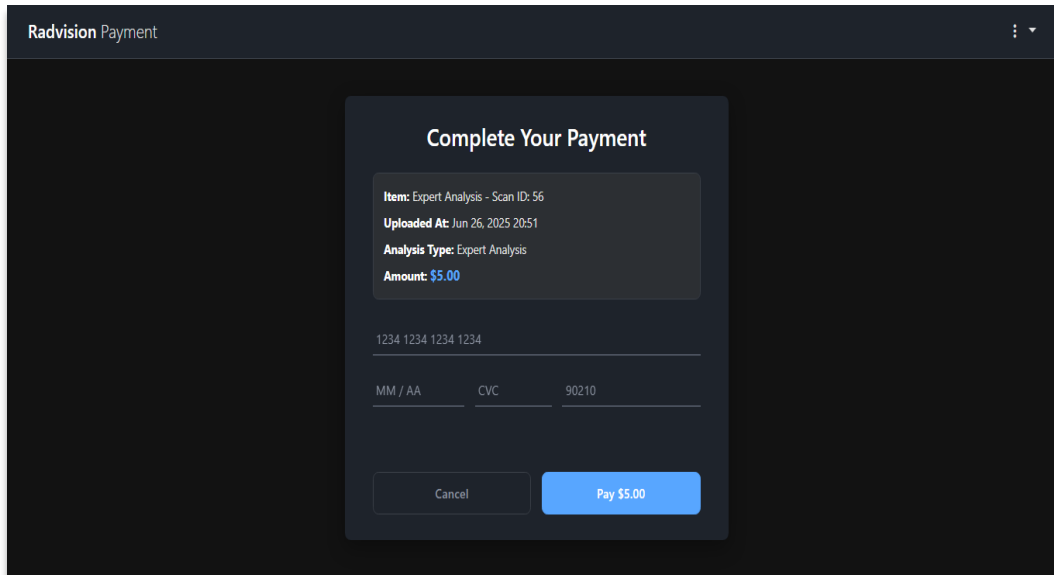 Radvision Payment
Complete Your Payment
Item: Expert Analysis - Scan ID: 56
Uploaded At: Jun 26, 2025 20:51
Analysis Type: Expert Analysis
Amount: $5.00
1234 1234 1234 1234
MM / AA CVC 90210
Cancel Pay $5.00